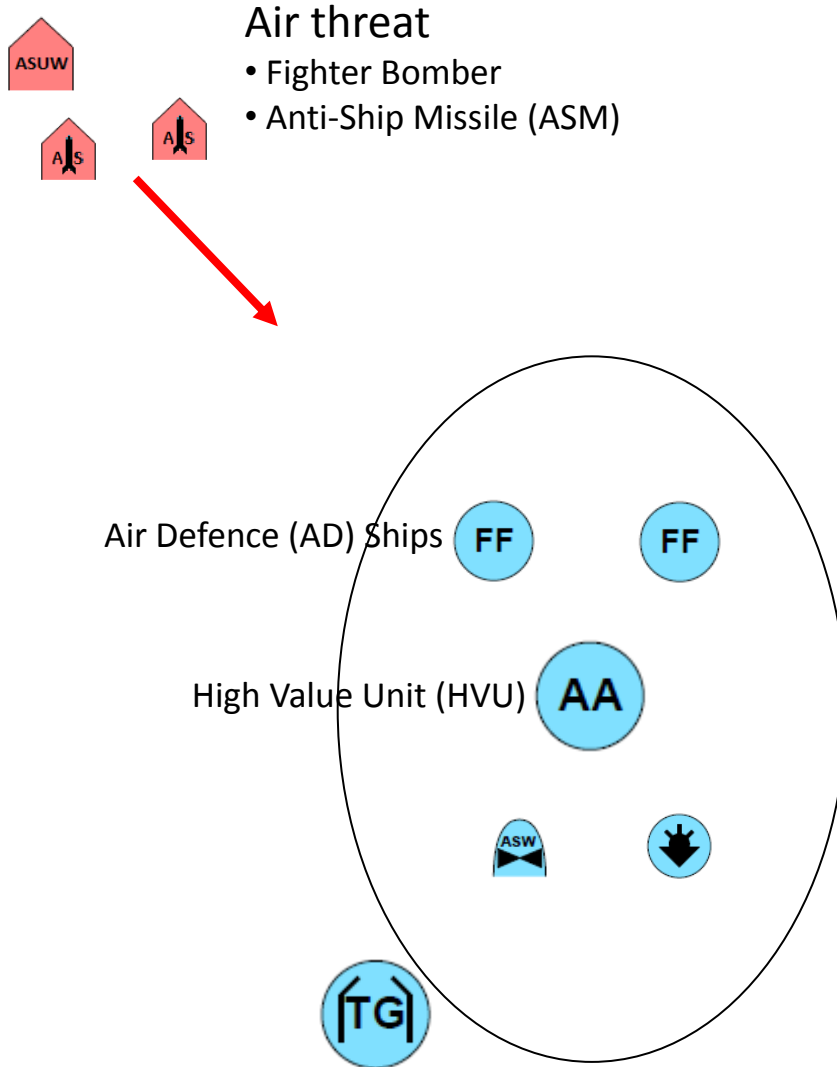 Air threat
ASUW
• Fighter Bomber
• Anti-Ship Missile (ASM)
A S
A S
Air Defence (AD) Ships
FF
FF
High Value Unit (HVU)
AA
ASW
TG